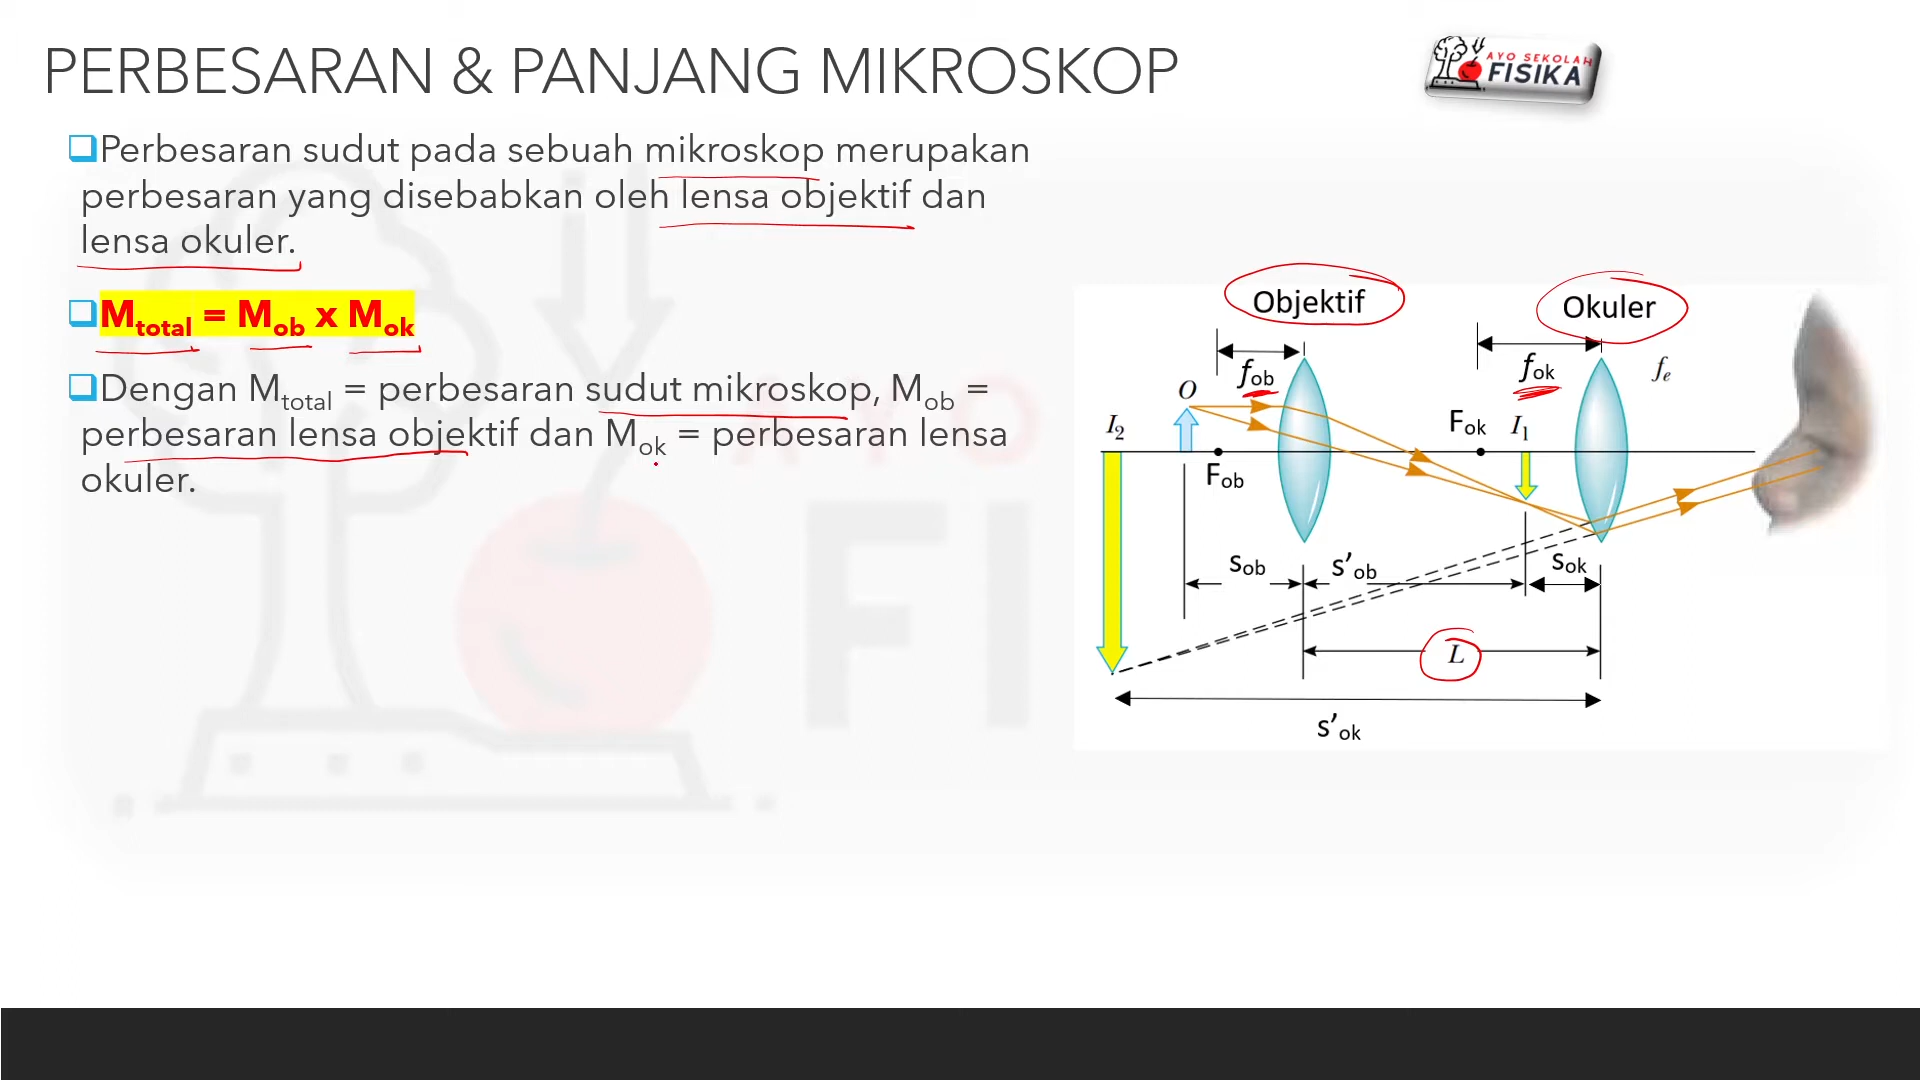 PERBESARAN & PANJANG MIKROSKOP
AYO SEKOLAH
FISIKA
Perbesaran sudut pada sebuah mikroskop merupakan
perbesaran yang disebabkan oleh lensa objektif dan
lensa okuler.
Mtotal = Mob x Mok
Dengan Mtotal = perbesaran sudut mikroskop, Mob =
perbesaran lensa objektif dan Mok = perbesaran lensa
okuler.
Objektif
Okuler
fob
fok
fe
O
I2
Fok
I1
Fob
sob
s’ob
sok
L
s’ok
AYO
FI